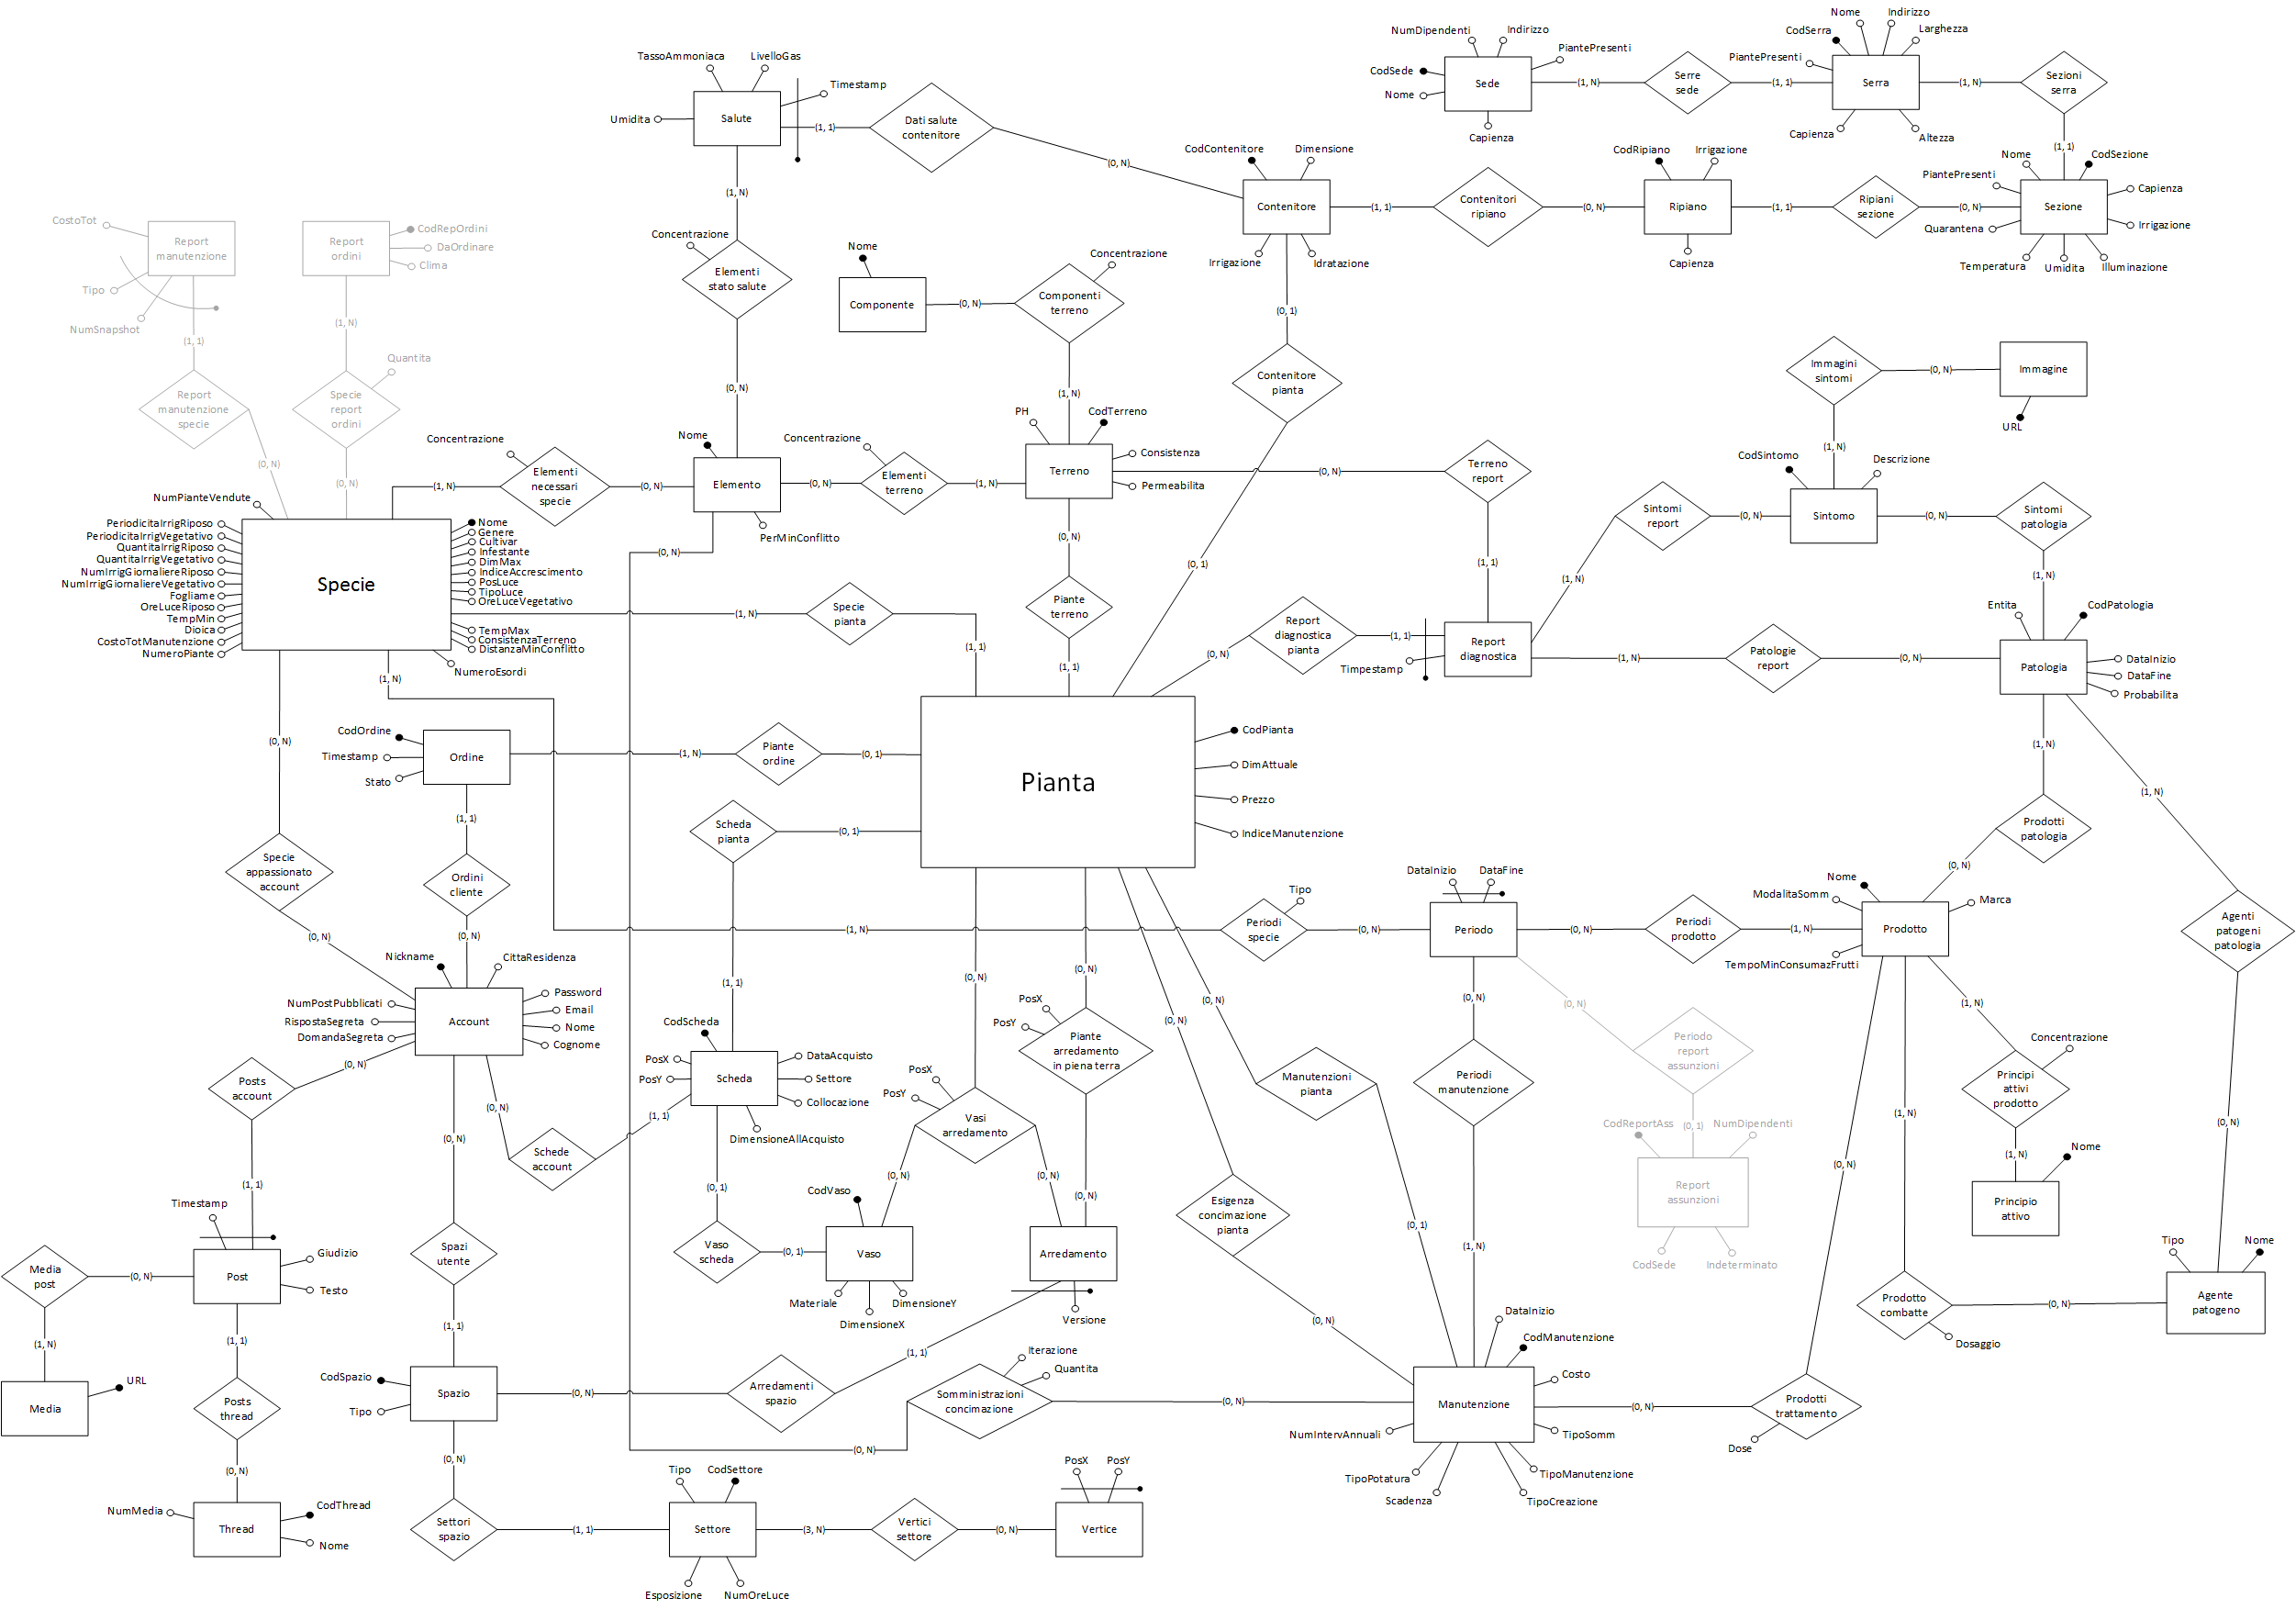 Nome
Indirizzo
NumDipendenti
Indirizzo
CodSerra
Larghezza
PiantePresenti
PiantePresenti
TassoAmmoniaca
LivelloGas
CodSede
Sede
(1, N)
Serre
sede
(1, 1)
Serra
(1, N)
Sezioni
serra
Timestamp
Nome
Umidita
Salute
(1, 1)
Dati salute
contenitore
Capienza
Capienza
Altezza
(0, N)
(1, 1)
CodContenitore
Dimensione
CodRipiano
Irrigazione
Nome
CodSezione
PiantePresenti
Capienza
(1, N)
Contenitore
(1, 1)
Contenitori
ripiano
(0, N)
Ripiano
(1, 1)
Ripiani
sezione
(0, N)
Sezione
Quarantena
Irrigazione
Irrigazione
Idratazione
Capienza
Temperatura
Umidita
Illuminazione
CostoTot
Report
manutenzione
Report
ordini
CodRepOrdini
DaOrdinare
Clima
Concentrazione
Elementi
stato salute
Nome
Concentrazione
Tipo
NumSnapshot
Componente
(0, N)
Componenti
terreno
(1, N)
(0, 1)
(1, 1)
Quantita
Report
manutenzione
specie
Specie
report
ordini
(0, N)
(1, N)
Contenitore
pianta
Immagini
sintomi
(0, N)
Immagine
URL
PH
CodTerreno
Concentrazione
Nome
Concentrazione
(1, N)
(0, N)
(0, N)
Elementi
necessari
specie
Elemento
(0, N)
Elementi
terreno
(1, N)
Terreno
Consistenza
Permeabilita
(0, N)
Terreno
report
CodSintomo
Descrizione
(1, N)
(0, N)
NumPianteVendute
PerMinConflitto
(0, N)
Sintomi
report
(0, N)
Sintomo
(0, N)
Sintomi
patologia
PeriodicitaIrrigRiposo
PeriodicitaIrrigVegetativo
QuantitaIrrigRiposo
QuantitaIrrigVegetativo
NumIrrigGiornaliereRiposo
NumIrrigGiornaliereVegetativo
Fogliame
OreLuceRiposo
TempMin
Dioica
CostoTotManutenzione
NumeroPiante
Specie
Nome
Genere
Cultivar
Infestante
DimMax
IndiceAccrescimento
PosLuce
TipoLuce
OreLuceVegetativo
TempMax
ConsistenzaTerreno
DistanzaMinConflitto
NumeroEsordi
(0, N)
(0, 1)
(1, 1)
(1, N)
(1, N)
(1, N)
Specie
pianta
(1, 1)
Piante
terreno
(1, 1)
Report
diagnostica
pianta
(0, N)
(1, 1)
Timpestamp
Report
diagnostica
(1, N)
Patologie
report
(0, N)
Entita
CodPatologia
Patologia
DataInizio
DataFine
Probabilita
(1, N)
(0, N)
CodOrdine
Timestamp
Stato
Ordine
(1, N)
Piante
ordine
(0, 1)
Pianta
CodPianta
DimAttuale
Prezzo
IndiceManutenzione
(1, N)
(1, N)
(1, 1)
Scheda
pianta
(0, 1)
Prodotti
patologia
(0, N)
Specie
appassionato
account
Ordini
cliente
(0, N)
(0, N)
Tipo
DataInizio
DataFine
Nome
ModalitaSomm
Marca
(1, N)
Periodi
specie
(0, N)
Periodo
(0, N)
Periodi
prodotto
(1, N)
Prodotto
TempoMinConsumazFrutti
Agenti
patogeni
patologia
Nickname
CittaResidenza
NumPostPubblicati
RispostaSegreta
DomandaSegreta
Account
Password
Email
Nome
Cognome
(1, 1)
(0, N)
(0, N)
(0, N)
(0, N)
(0, N)
(0, N)
(1, N)
PosX
PosY
Piante
arredamento
in piena terra
CodScheda
PosX
PosY
Scheda
DataAcquisto
Settore
Collocazione
DimensioneAllAcquisto
Periodo
report
assunzioni
Concentrazione
Posts
account
(0, N)
(0, N)
(1, 1)
Schede
account
PosX
PosY
Vasi
arredamento
Manutenzioni
pianta
Periodi
manutenzione
Principi
attivi
prodotto
(1, N)
(0, N)
(0, N)
CodReportAss
(0, 1)
NumDipendenti
Report
assunzioni
CodSede
Indeterminato
(1, N)
Nome
Principio
attivo
(0, N)
(1, 1)
(0, 1)
(0, N)
(0, N)
(0, N)
Timestamp
CodVaso
Esigenza
concimazione
pianta
(0, 1)
(1, N)
Spazi
utente
Vaso
scheda
(0, 1)
Vaso
Arredamento
Materiale
DimensioneX
DimensioneY
Versione
Media
post
(0, N)
Post
Giudizio
Testo
Tipo
Nome
Prodotto
combatte
(0, N)
Agente
patogeno
Dosaggio
(1, N)
(1, 1)
(1, 1)
(1, 1)
(0, N)
DataInizio
CodManutenzione
Costo
Media
URL
Posts
thread
CodSpazio
Tipo
Spazio
(0, N)
Arredamenti
spazio
Iterazione
Quantita
Somministrazioni
concimazione
(0, N)
Manutenzione
(0, N)
Prodotti
trattamento
Dose
NumIntervAnnuali
TipoSomm
TipoPotatura
Scadenza
TipoManutenzione
TipoCreazione
(0, N)
(0, N)
(0, N)
NumMedia
Thread
CodThread
Nome
Settori
spazio
(1, 1)
Tipo
CodSettore
Settore
(3, N)
Vertici
settore
(0, N)
PosX
PosY
Vertice
Esposizione
NumOreLuce